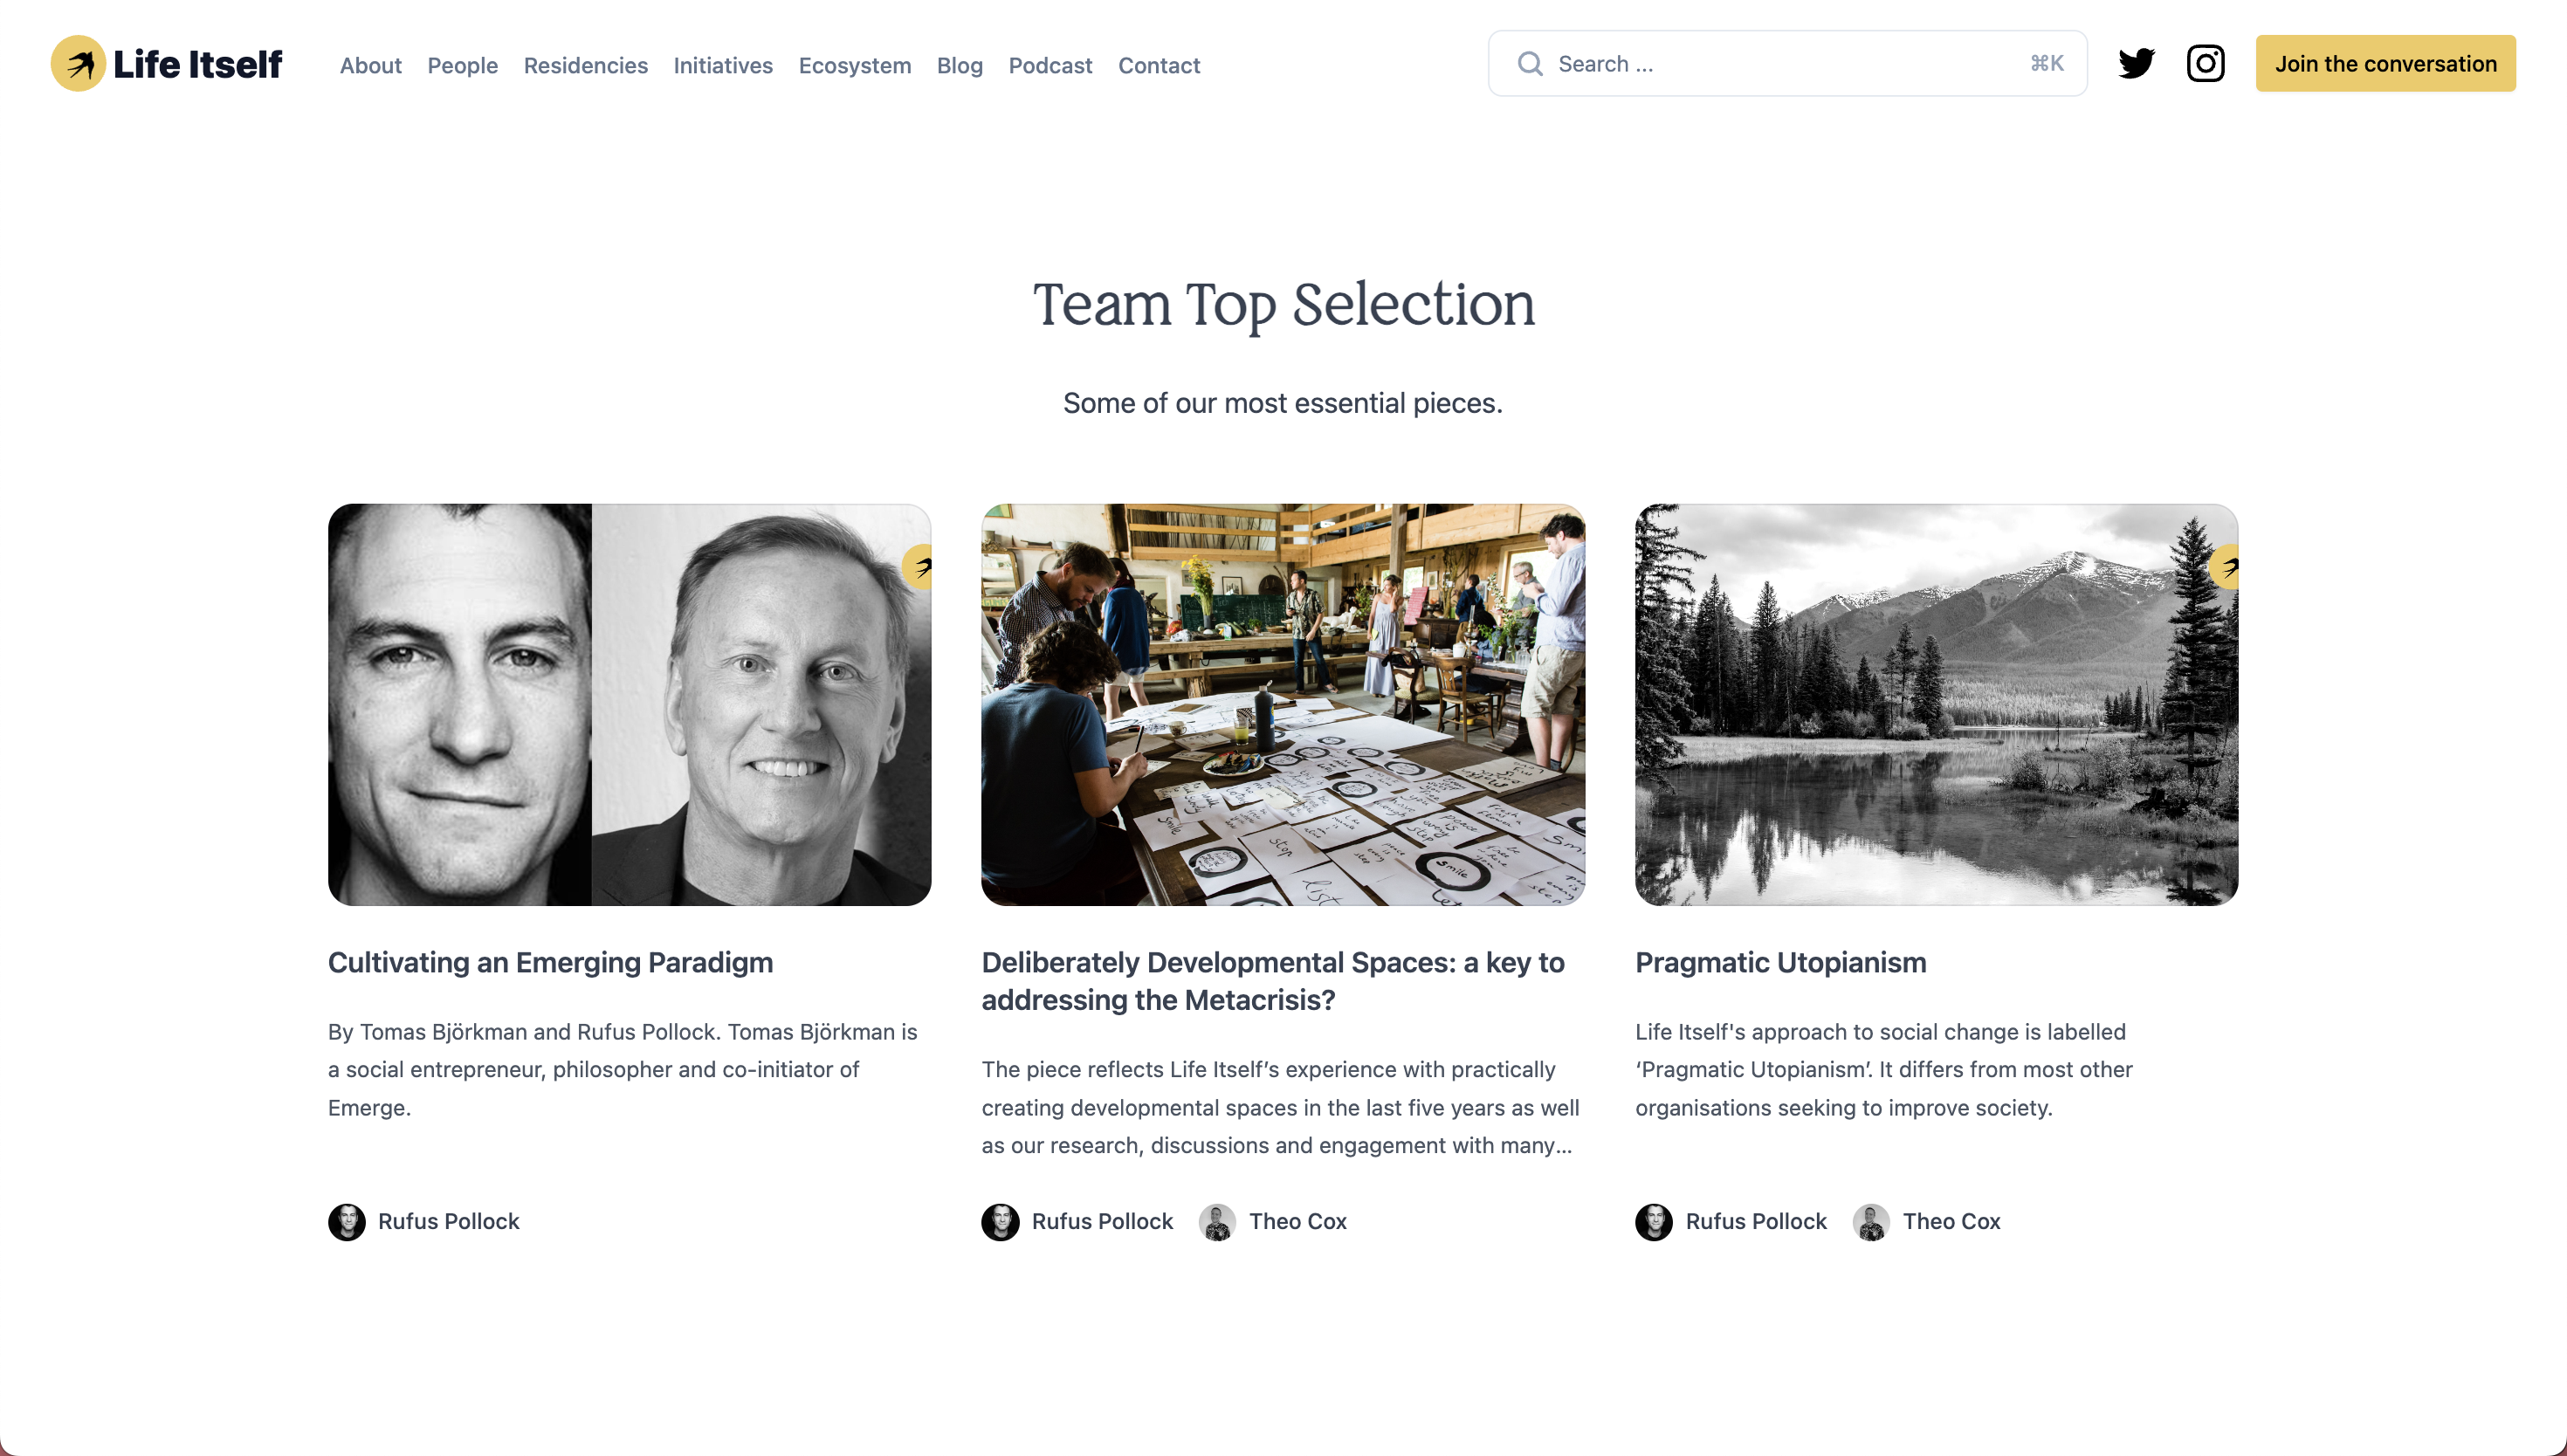 Life Itself
About People Residencies Initiatives Ecosystem Blog Podcast Contact
Search ... ⌘K
Join the conversation
Team Top Selection
Some of our most essential pieces.
smile
stop
list
smile
Cultivating an Emerging Paradigm
By Tomas Björkman and Rufus Pollock. Tomas Björkman is
a social entrepreneur, philosopher and co-initiator of
Emerge.
Rufus Pollock
Deliberately Developmental Spaces: a key to
addressing the Metacrisis?
The piece reflects Life Itself’s experience with practically
creating developmental spaces in the last five years as well
as our research, discussions and engagement with many...
Rufus Pollock Theo Cox
Pragmatic Utopianism
Life Itself's approach to social change is labelled
‘Pragmatic Utopianism’. It differs from most other
organisations seeking to improve society.
Rufus Pollock Theo Cox